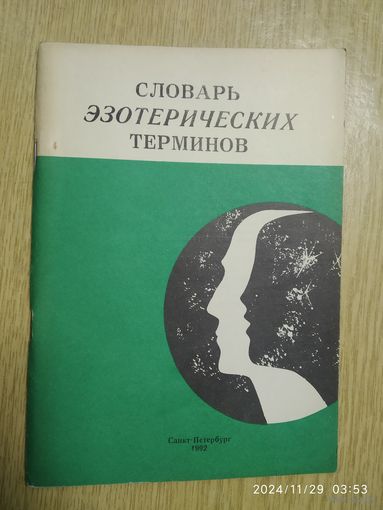 СЛОВАРЬ
ЭЗОТЕРИЧЕСКИХ
ТЕРМИНОВ
Санкт-Петербург
1992
2024/11/29 03:53